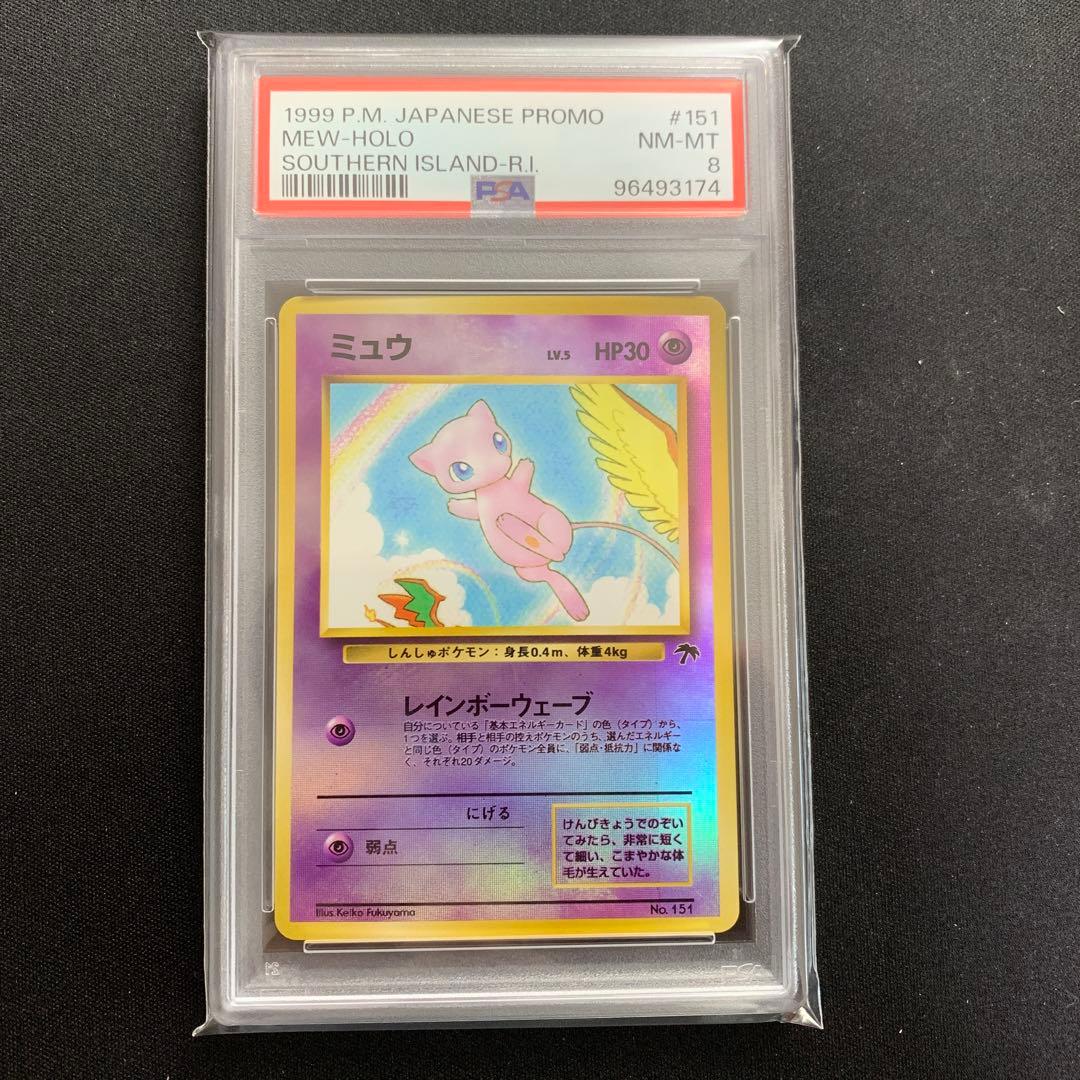 1999 P.M. JAPANESE PROMO #151
MEW-HOLO NM-MT
SOUTHERN ISLAND-R.I. 8
PSA 96493174
ミュウ LV.5 HP30
しんしゅポケモン：身長0.4m、体重4kg
レインボーウェーブ
自分についている「基本エネルギーカード」の色（タイプ）から、
1つを選ぶ。相手と相手の控えポケモンのうち、選んだエネルギー
と同じ色（タイプ）のポケモン全員に、「弱点・抵抗力」に関係な
く、それぞれ20ダメージ。
にげる
弱点
けんびきょうでのぞい
てみたら、非常に短く
て細い、こまやかな体
毛が生えていた。
Illus. Keiko Fukuyama No. 151